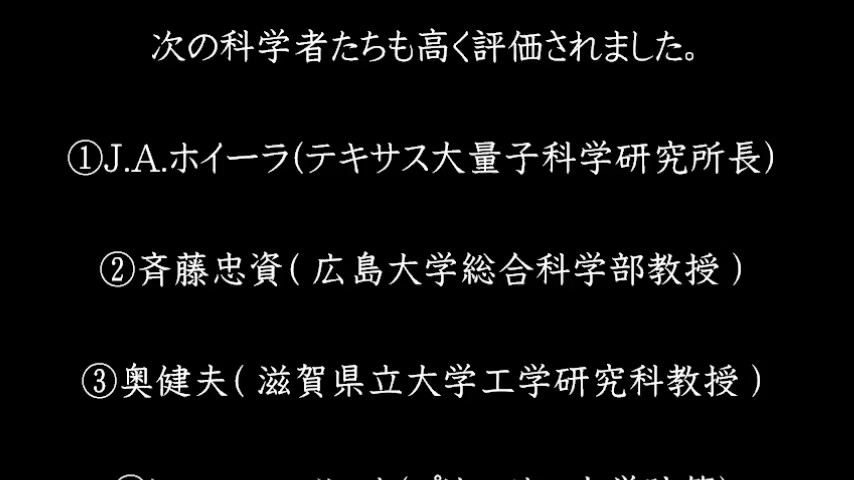 次の科学者たちも高く評価されました。
①J.A.ホイーラ(テキサス大量子科学研究所長)
②斉藤忠資( 広島大学総合科学部教授 )
③奥健夫( 滋賀県立大学工学研究科教授 )